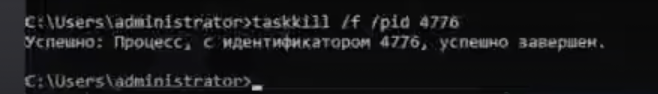 C:\Users\administrator>taskkill /f /pid 4776
Успешно: Процесс, с идентификатором 4776, успешно завершен.
C:\Users\administrator>